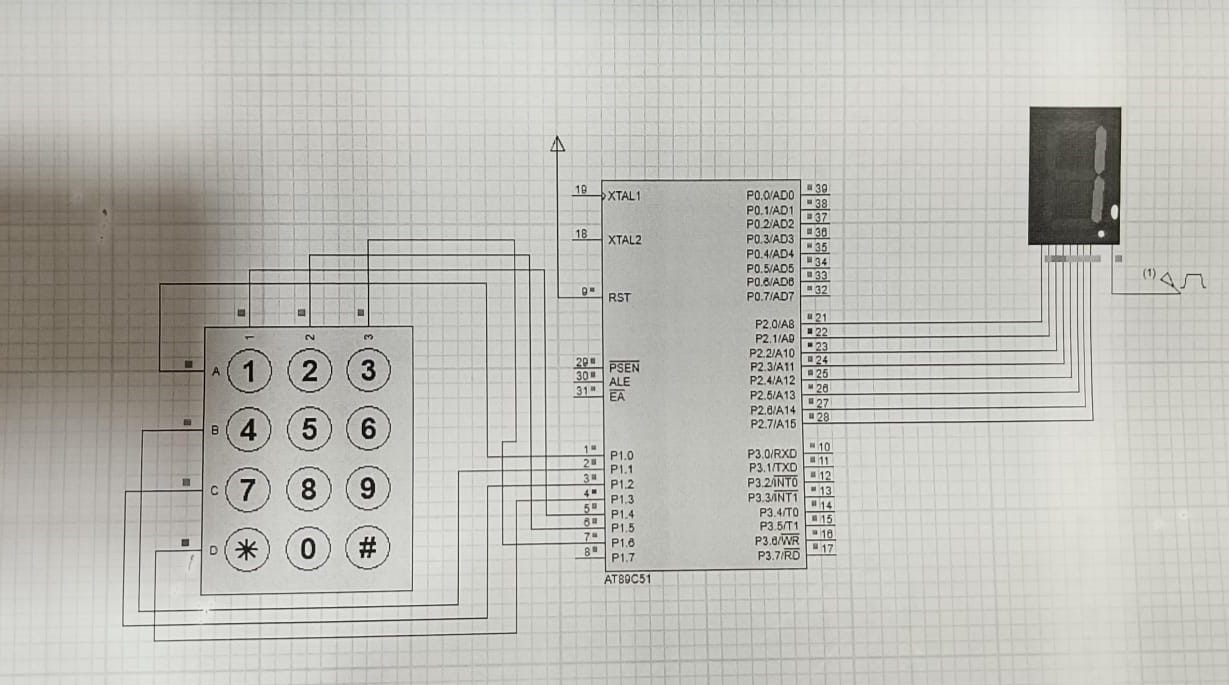 19
XTAL1
18
XTAL2
9
RST
29
PSEN
30
ALE
31
EA
1
P1.0
2
P1.1
3
P1.2
4
P1.3
5
P1.4
6
P1.5
7
P1.6
8
P1.7
P0.0/AD0
39
P0.1/AD1
38
P0.2/AD2
37
P0.3/AD3
36
P0.4/AD4
35
P0.5/AD5
34
P0.6/AD6
33
P0.7/AD7
32
P2.0/A8
21
P2.1/A9
22
P2.2/A10
23
P2.3/A11
24
P2.4/A12
25
P2.5/A13
26
P2.6/A14
27
P2.7/A15
28
P3.0/RXD
10
P3.1/TXD
11
P3.2/INT0
12
P3.3/INT1
13
P3.4/T0
14
P3.5/T1
15
P3.6/WR
16
P3.7/RD
17
AT89C51
1 2 3
A 1 2 3
B 4 5 6
C 7 8 9
D * 0 #
1
(1)